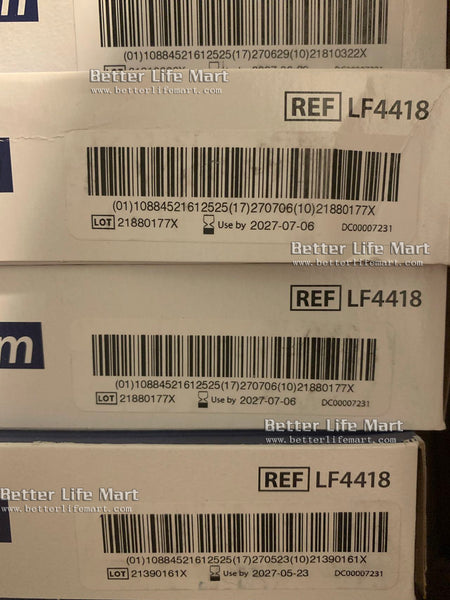 Better Life Mart
www.betterlifemart.com
(01)10884521612525(17)270629(10)21810322X
REF LF4418
(01)10884521612525(17)270706(10)21880177X
LOT 21880177X Use by 2027-07-06 DC00007231
Better Life Mart
www.betterlifemart.com
REF LF4418
m
(01)10884521612525(17)270706(10)21880177X
LOT 21880177X Use by 2027-07-06 DC00007231
Better Life Mart
www.betterlifemart.com
REF LF4418
Better Life Mart
www.betterlifemart.com
(01)10884521612525(17)270523(10)21390161X
LOT 21390161X Use by 2027-05-23 DC00007231